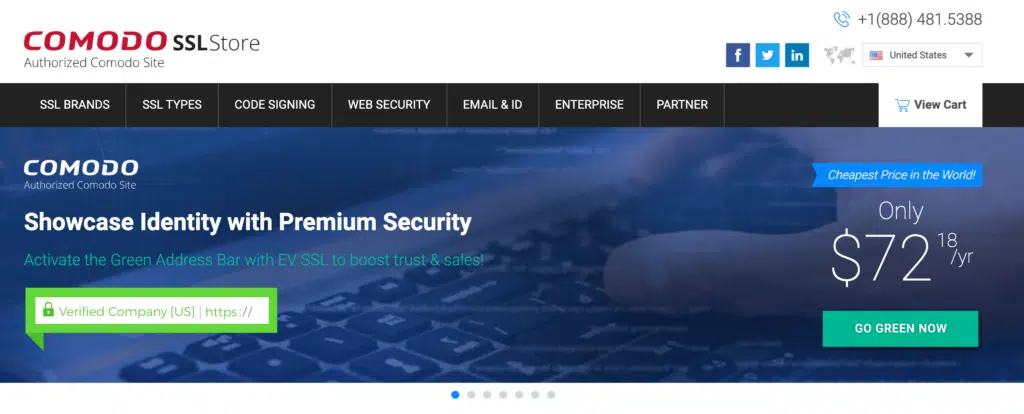 +1(888) 481.5388
COMODO SSLStore
Authorized Comodo Site
f in United States
SSL BRANDS SSL TYPES CODE SIGNING WEB SECURITY EMAIL & ID ENTERPRISE PARTNER View Cart
COMODO
Authorized Comodo Site
Cheapest Price in the World!
Showcase Identity with Premium Security
Only
$72 18 /yr
Activate the Green Address Bar with EV SSL to boost trust & sales!
Verified Company [US] | https://
GO GREEN NOW